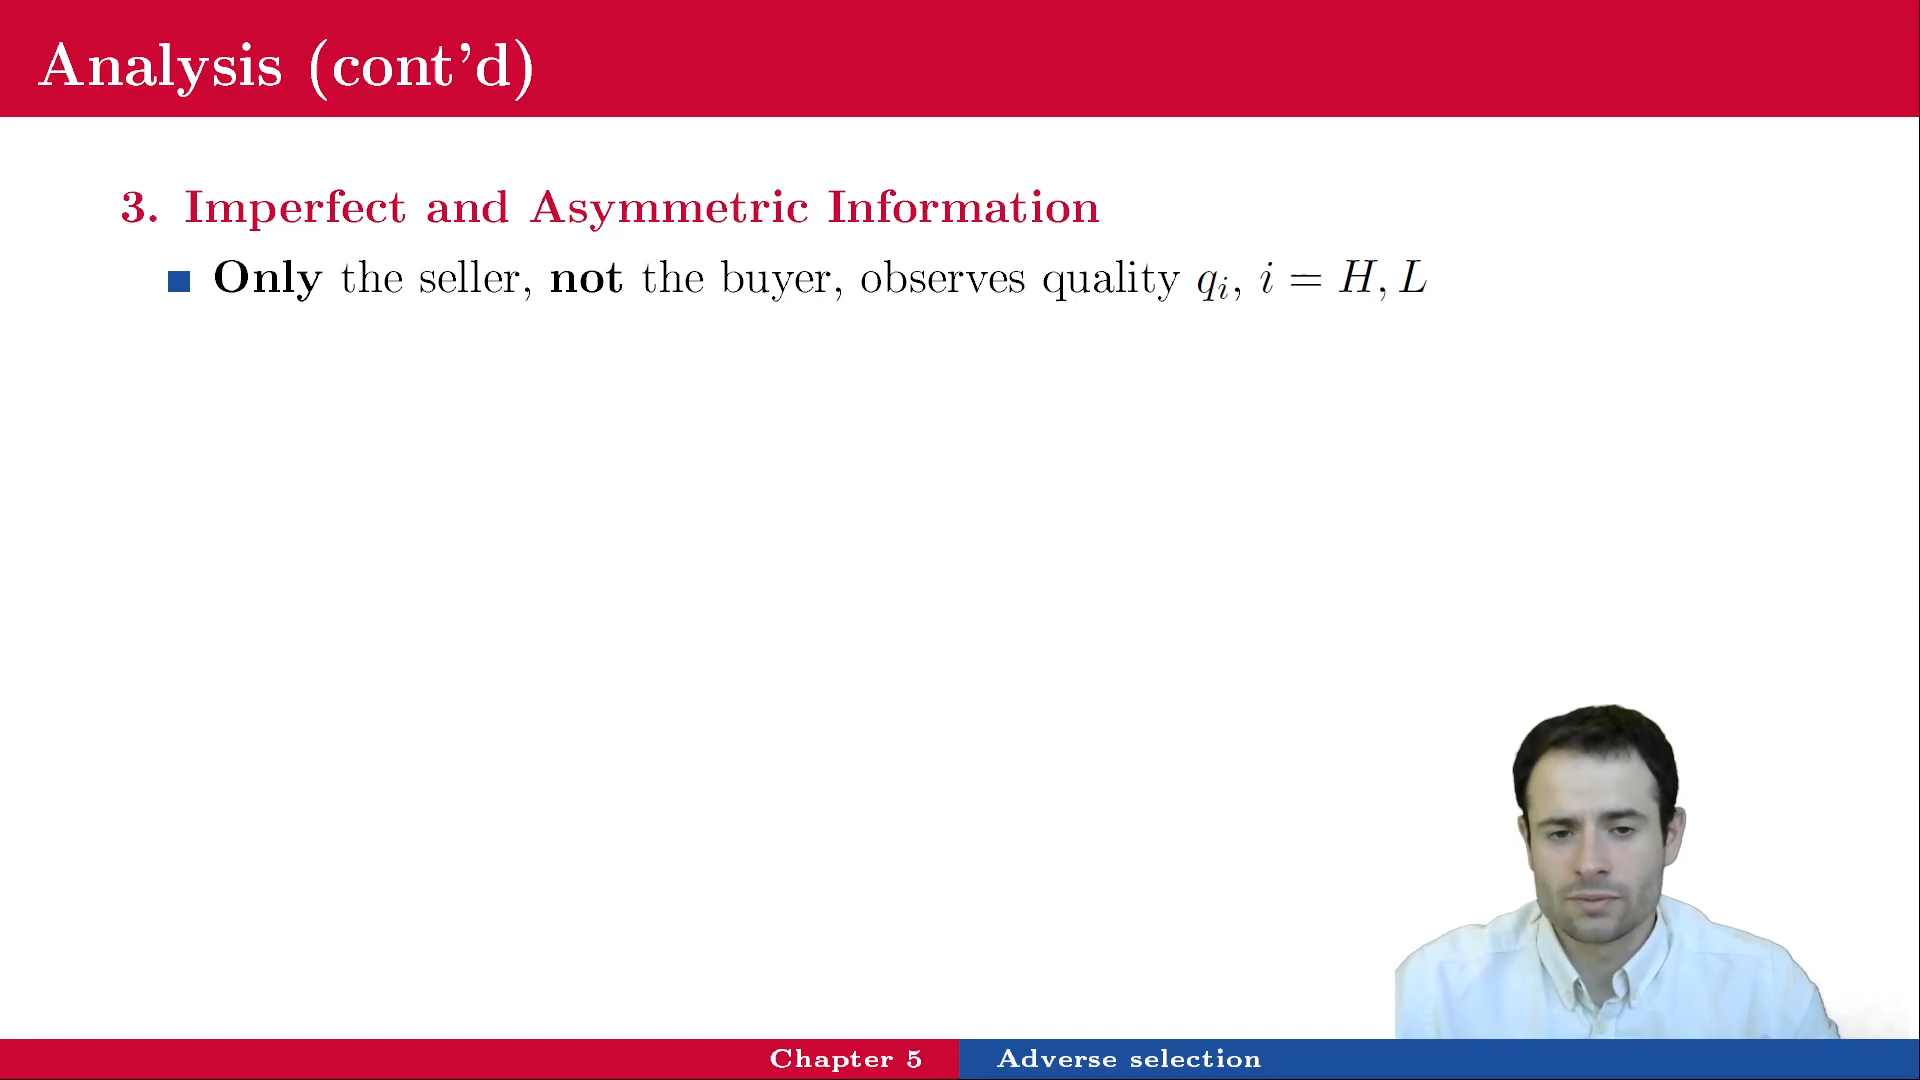 Analysis (cont’d)
3. Imperfect and Asymmetric Information
Only the seller, not the buyer, observes quality qᵢ, i = H, L
Chapter 5 Adverse selection